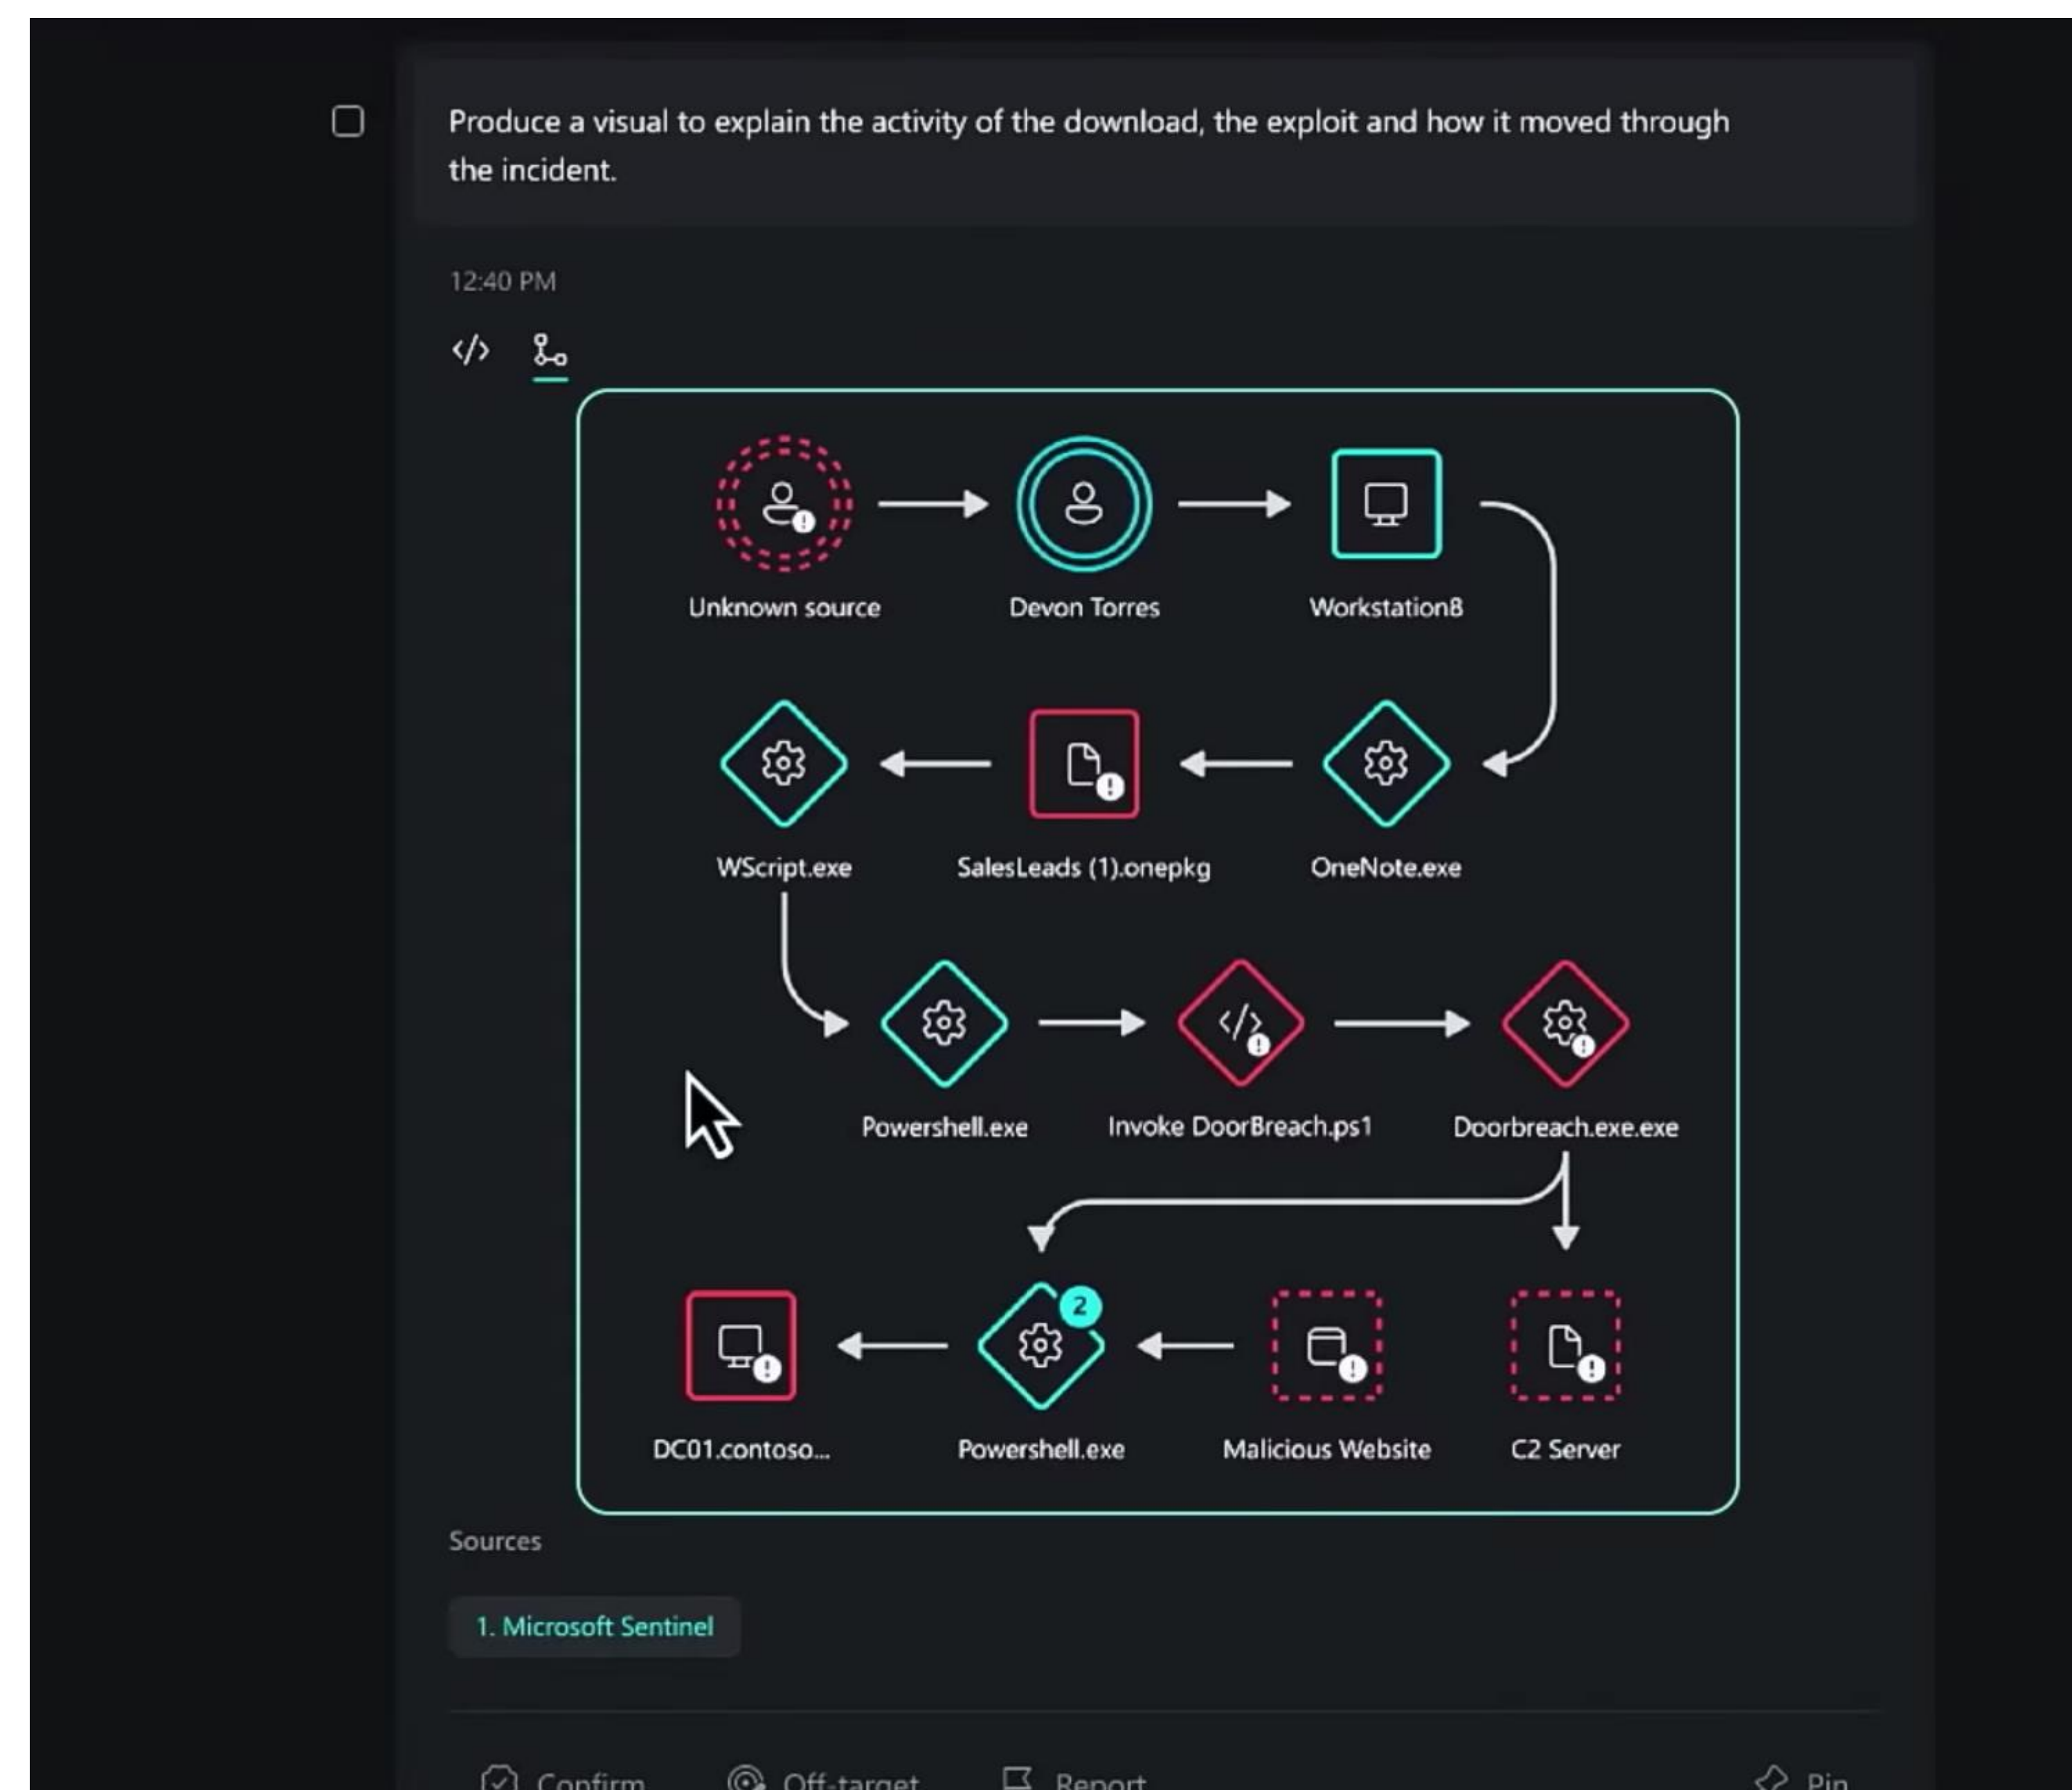 Produce a visual to explain the activity of the download, the exploit and how it moved through
the incident.
12:40 PM
Unknown source
Devon Torres
Workstation8
WScript.exe
SalesLeads (1).onepkg
OneNote.exe
Powershell.exe
Invoke DoorBreach.ps1
Doorbreach.exe.exe
2
DC01.contoso...
Powershell.exe
Malicious Website
C2 Server
Sources
1. Microsoft Sentinel
Confirm
Off-target
Report
Pin